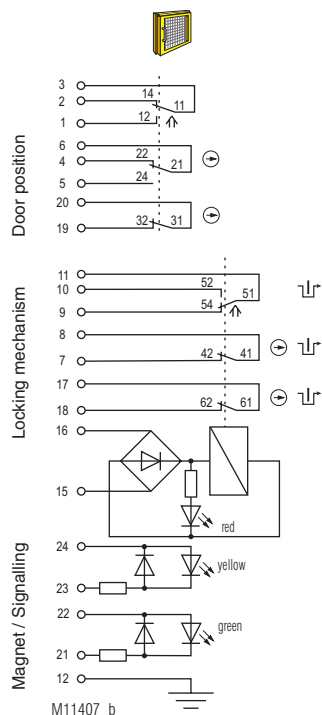 Door position
3
2 14
11
1 12
6
4 22
21
5 24
20
19 32 31
Locking mechanism
11
10 52
51
9 54
8
7 42 41
17
18 62 61
Magnet / Signalling
16
15
red
24
yellow
23
22
green
21
12
M11407_b